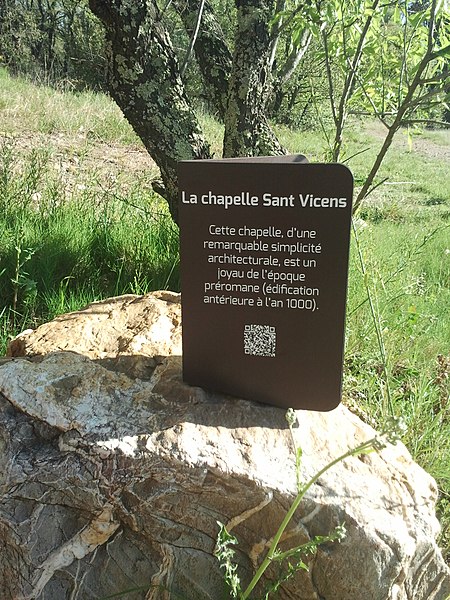 La chapelle Sant Vicens
Cette chapelle, d'une
remarquable simplicité
architecturale, est un
joyau de l'époque
préromane (édification
antérieure à l'an 1000).